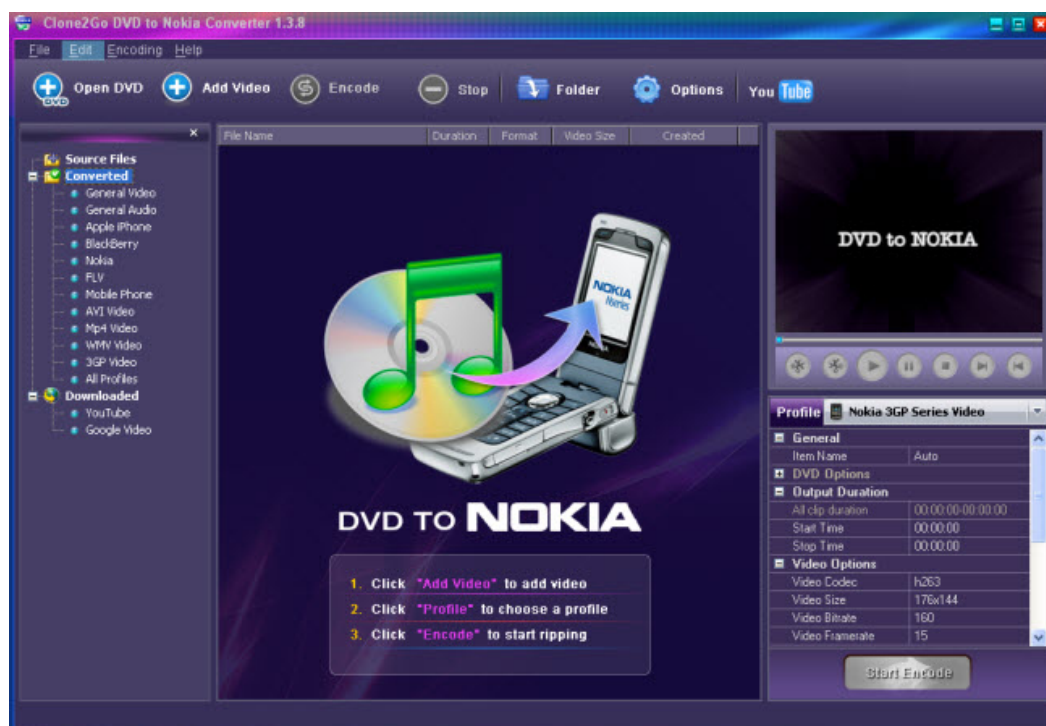 Clone2Go DVD to Nokia Converter 1.3.8
File Edit Encoding Help
DVD Open DVD Add Video Encode Stop Folder Options You Tube
File Name Duration Format Video Size Created
Source Files
Converted
General Video
General Audio
Apple iPhone
BlackBerry
Nokia
FLV
Mobile Phone
AVI Video
Mp4 Video
WMV Video
3GP Video
All Profiles
Downloaded
YouTube
Google Video
NOKIA
Nseries
NOKIA
DVD TO NOKIA
1. Click "Add Video" to add video
2. Click "Profile" to choose a profile
3. Click "Encode" to start ripping
DVD to NOKIA
Profile Nokia 3GP Series Video
General
Item Name Auto
DVD Options
Output Duration
All clip duration 00:00:00-00:00:00
Start Time 00:00:00
Stop Time 00:00:00
Video Options
Video Codec h263
Video Size 176x144
Video Bitrate 160
Video Framerate 15
Start Encode